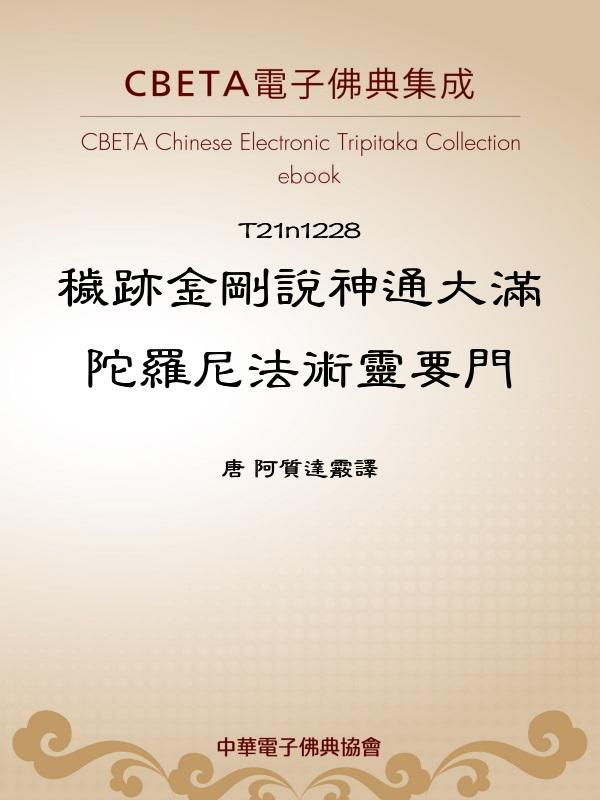 CBETA電子佛典集成
CBETA Chinese Electronic Tripitaka Collection
ebook
T21n1228
穢跡金剛說神通大滿
陀羅尼法術靈要門
唐 阿質達霰譯
中華電子佛典協會